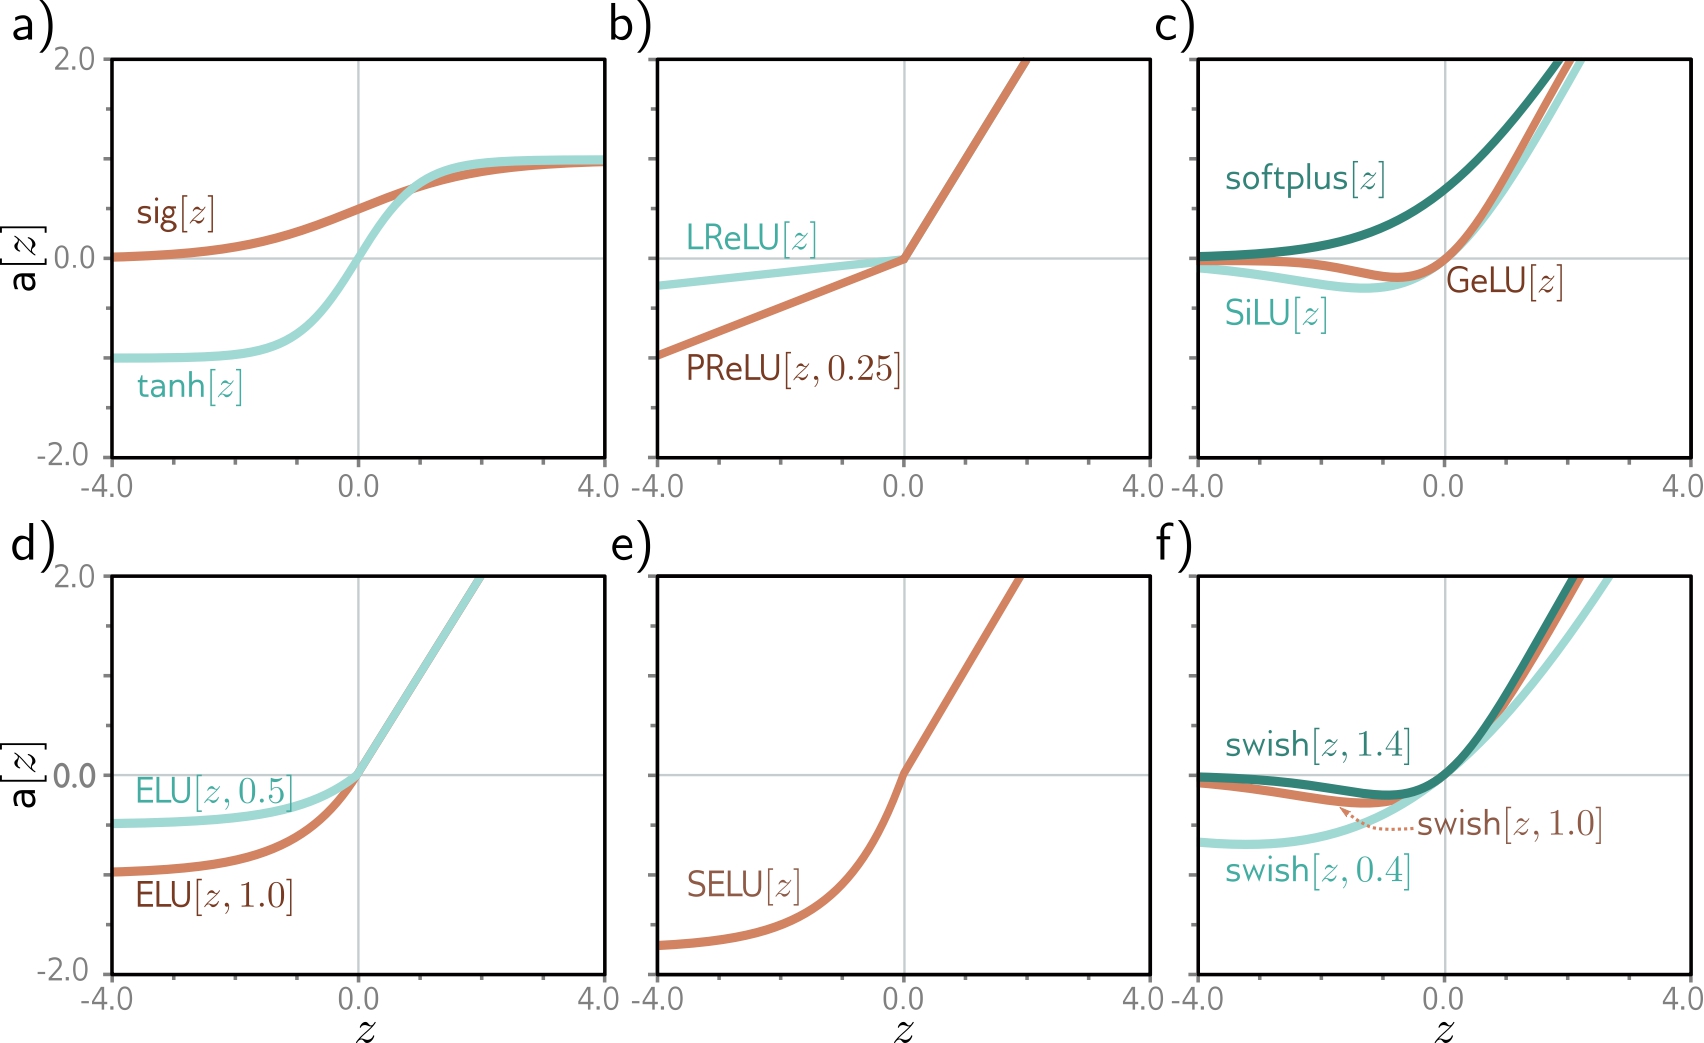 a) b) c)
2.0
sig[z] LReLU[z] softplus[z]
a[z] 0.0 GeLU[z]
SiLU[z]
tanh[z] PReLU[z, 0.25]
-2.0
-4.0 0.0 4.0 -4.0 0.0 4.0 -4.0 0.0 4.0
d) e) f)
2.0
swish[z, 1.4]
a[z] 0.0 ELU[z, 0.5]
swish[z, 1.0]
ELU[z, 1.0] SELU[z] swish[z, 0.4]
-2.0
-4.0 0.0 4.0 -4.0 0.0 4.0 -4.0 0.0 4.0
z z z